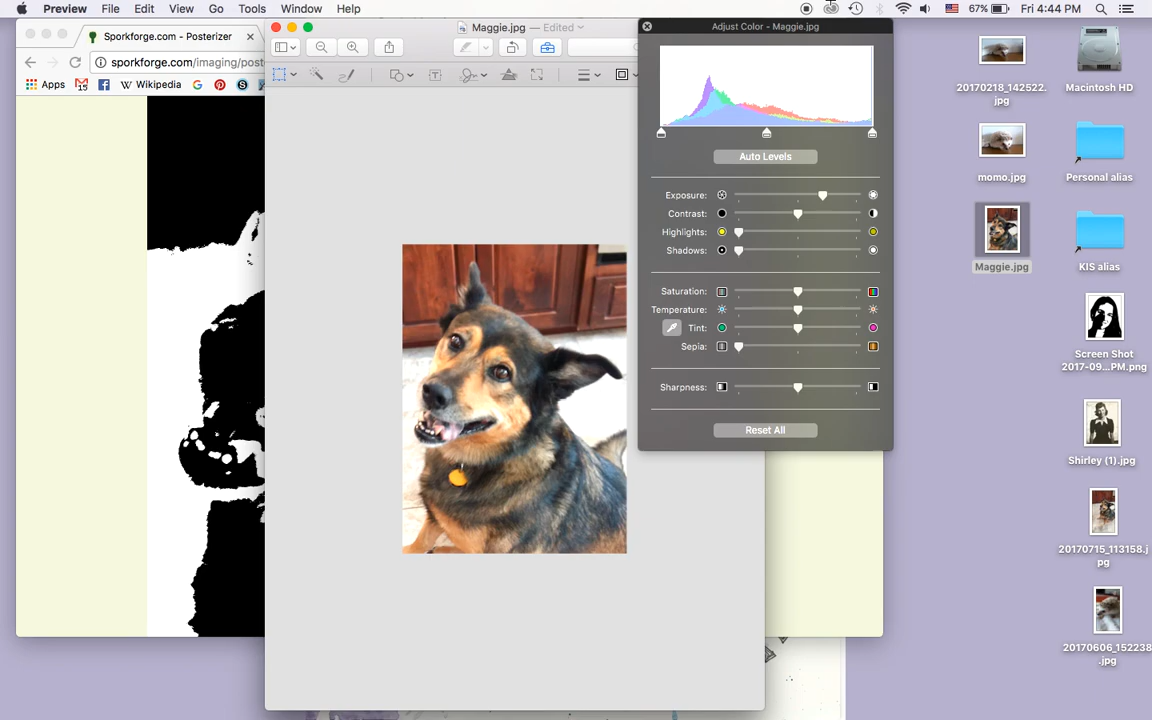 Preview File Edit View Go Tools Window Help 67% Fri 4:44 PM
Sporkforge.com - Posterizer
sporkforge.com/imaging/post
Apps 15 W Wikipedia G S
Maggie.jpg — Edited
Adjust Color - Maggie.jpg
Auto Levels
Exposure:
Contrast:
Highlights:
Shadows:
Saturation:
Temperature:
Tint:
Sepia:
Sharpness:
Reset All
20170218_142522.
jpg
Macintosh HD
momo.jpg
Personal alias
Maggie.jpg
KIS alias
Screen Shot
2017-09...PM.png
Shirley (1).jpg
20170715_113158.j
pg
20170606_152238
.jpg